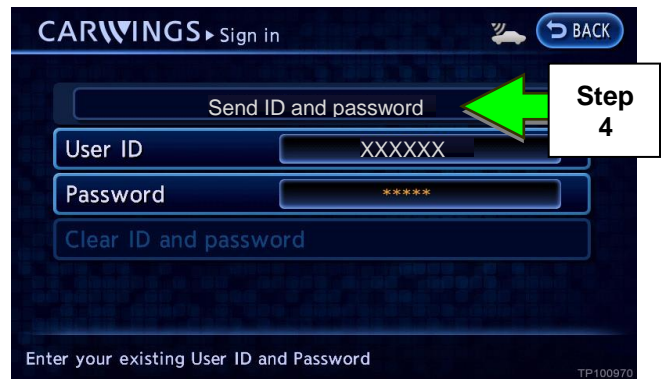 CARWINGS ▸ Sign in
BACK
Send ID and password
Step
4
User ID XXXXXX
Password *****
Clear ID and password
Enter your existing User ID and Password
TP100970